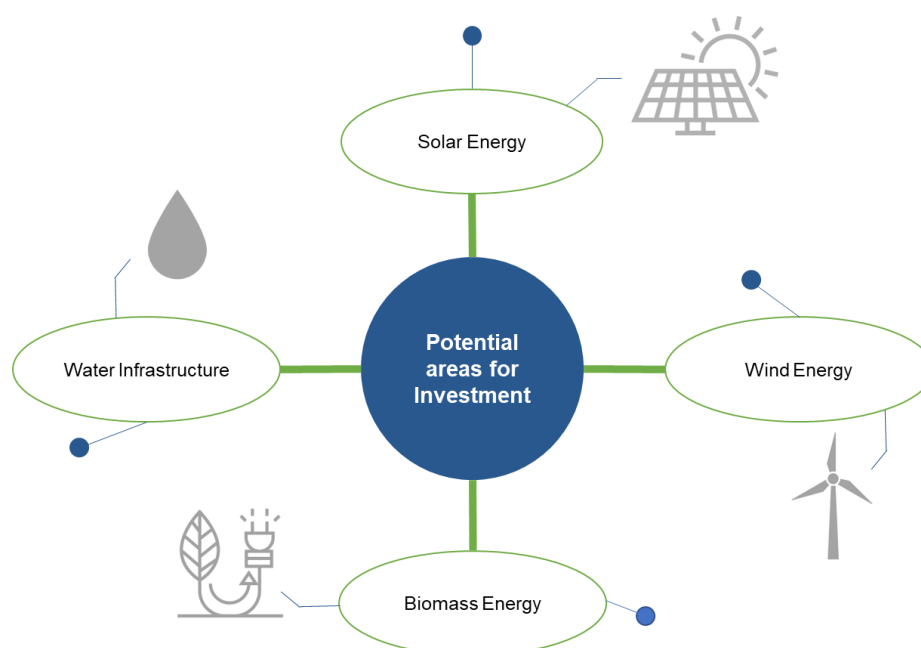 Solar Energy
Potential
areas for
Investment
Water Infrastructure
Wind Energy
Biomass Energy